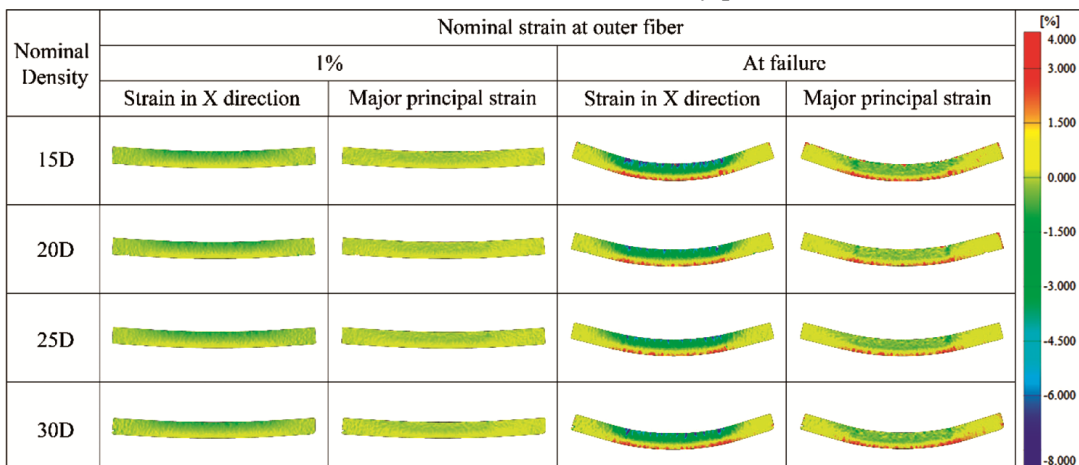 Nominal Density
Nominal strain at outer fiber
1%
At failure
Strain in X direction
Major principal strain
Strain in X direction
Major principal strain
15D
20D
25D
30D
[%]
4.000
3.000
1.500
0.000
-1.500
-3.000
-4.500
-6.000
-8.000